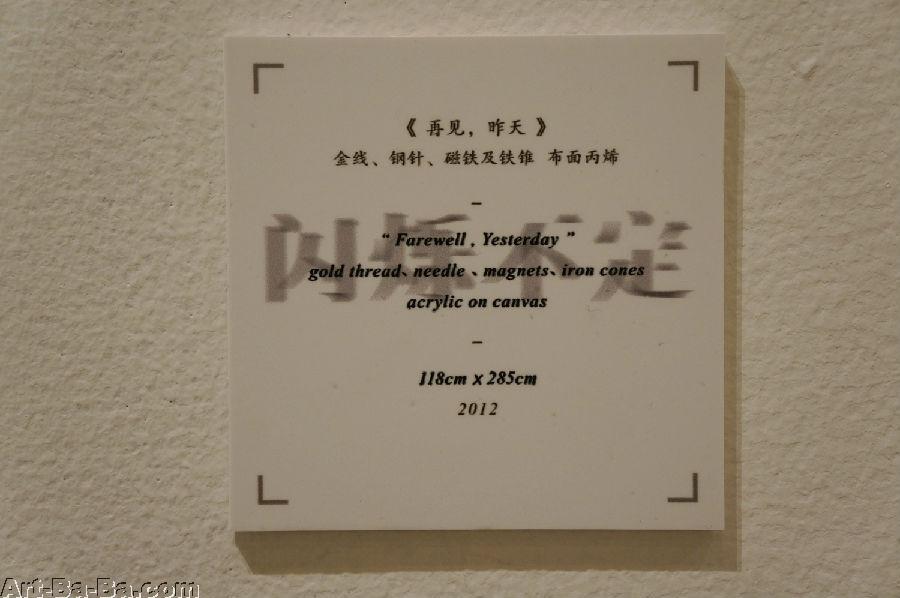 《 再见，昨天 》
金线、钢针、磁铁及铁锥 布面丙烯
–
闪烁不定
“ Farewell , Yesterday ”
gold thread、needle 、magnets、iron cones
acrylic on canvas
–
118cm x 285cm
2012
Art-Ba-Ba.com